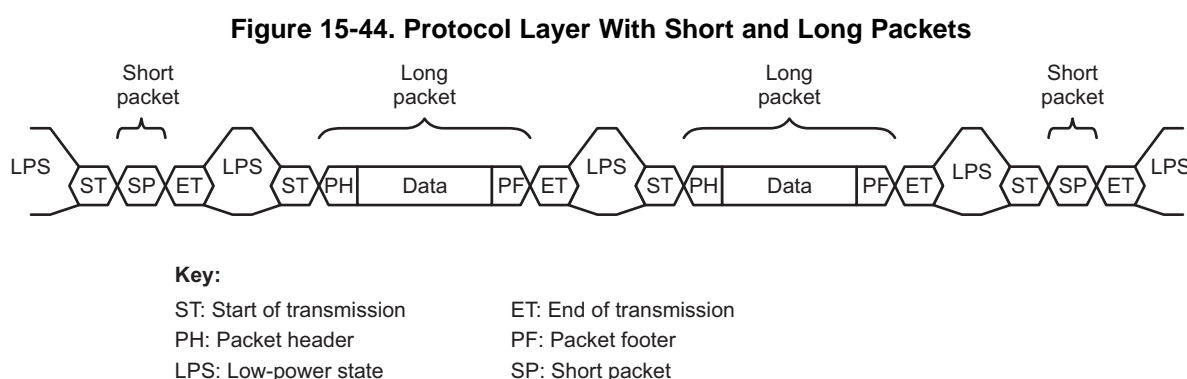 Figure 15-44. Protocol Layer With Short and Long Packets
Short packet
Long packet
Long packet
Short packet
LPS ST SP ET LPS ST PH Data PF ET LPS ST PH Data PF ET LPS ST SP ET LPS
Key:
ST: Start of transmission
ET: End of transmission
PH: Packet header
PF: Packet footer
LPS: Low-power state
SP: Short packet